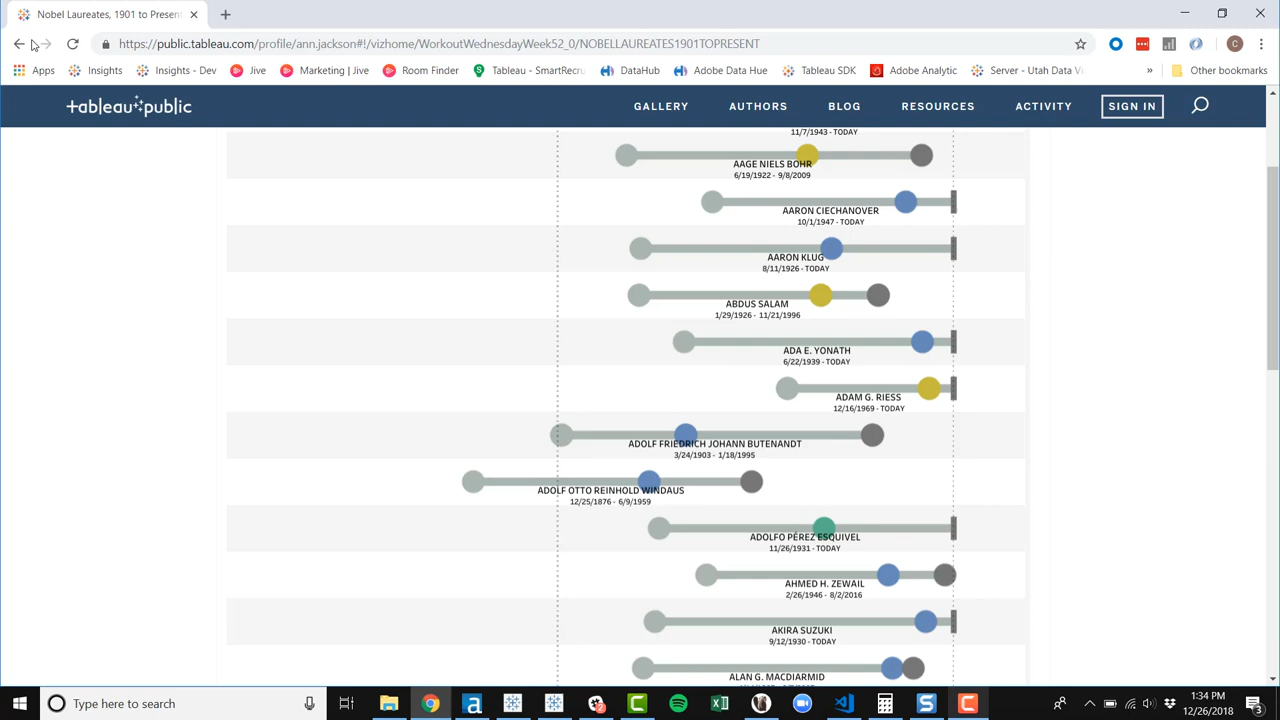 Nobel Laureates, 1901 to Present
https://public.tableau.com/profile/ann.jackson#!/vizhome/WorkoutWednesdayWeek52_0/NOBELLAUREATES1901TOPRESENT
C
Apps
Insights
Insights - Dev
Jive
Marketing | Jive
Room Finder
Tableau - SmartRecru
DataHub
Adobe Data Hue
Tableau SDK
Adobe Analytic
Server - Utah Data Vi
»
Other bookmarks
tableau public
GALLERY
AUTHORS
BLOG
RESOURCES
ACTIVITY
SIGN IN
11/7/1943 - TODAY
AAGE NIELS BOHR
6/19/1922 - 9/8/2009
AARON CIECHANOVER
10/1/1947 - TODAY
AARON KLUG
8/11/1926 - TODAY
ABDUS SALAM
1/29/1926 - 11/21/1996
ADA E. YONATH
6/22/1939 - TODAY
ADAM G. RIESS
12/16/1969 - TODAY
ADOLF FRIEDRICH JOHANN BUTENANDT
3/24/1903 - 1/18/1995
ADOLF OTTO REINHOLD WINDAUS
12/25/1876 - 6/9/1959
ADOLFO PÉREZ ESQUIVEL
11/26/1931 - TODAY
AHMED H. ZEWAIL
2/26/1946 - 8/2/2016
AKIRA SUZUKI
9/12/1930 - TODAY
ALAN G. MACDIARMID
Type here to search
1:34 PM
12/26/2018